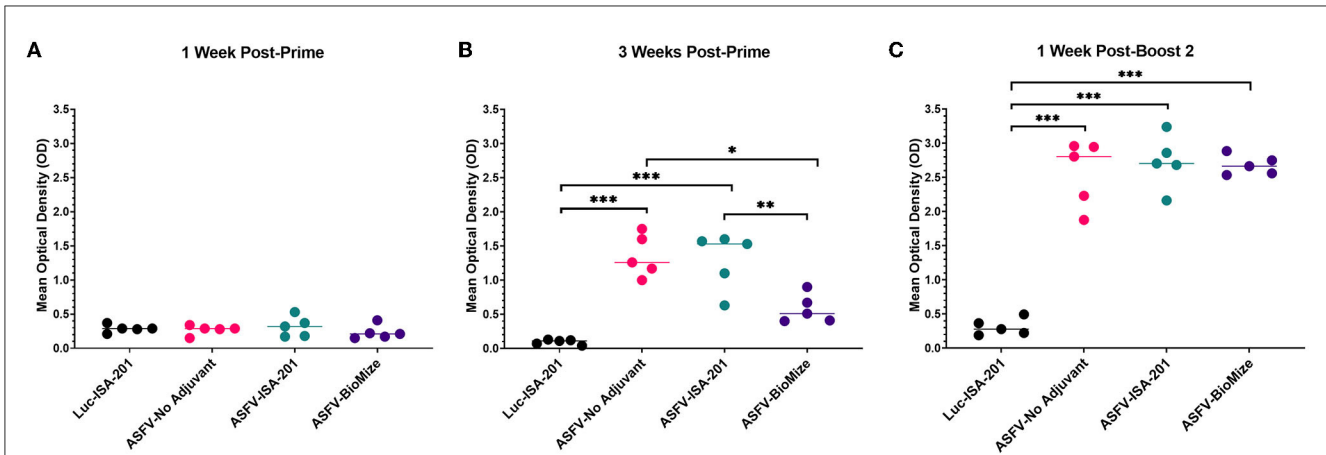 A
1 Week Post-Prime
Mean Optical Density (OD)
3.5
3.0
2.5
2.0
1.5
1.0
0.5
0.0
Luc-ISA-201
ASFV-No Adjuvant
ASFV-ISA-201
ASFV-BioMize
B
3 Weeks Post-Prime
Mean Optical Density (OD)
3.5
3.0
2.5
2.0
1.5
1.0
0.5
0.0
*
***
***
**
Luc-ISA-201
ASFV-No Adjuvant
ASFV-ISA-201
ASFV-BioMize
C
1 Week Post-Boost 2
***
***
***
Mean Optical Density (OD)
3.5
3.0
2.5
2.0
1.5
1.0
0.5
0.0
Luc-ISA-201
ASFV-No Adjuvant
ASFV-ISA-201
ASFV-BioMize